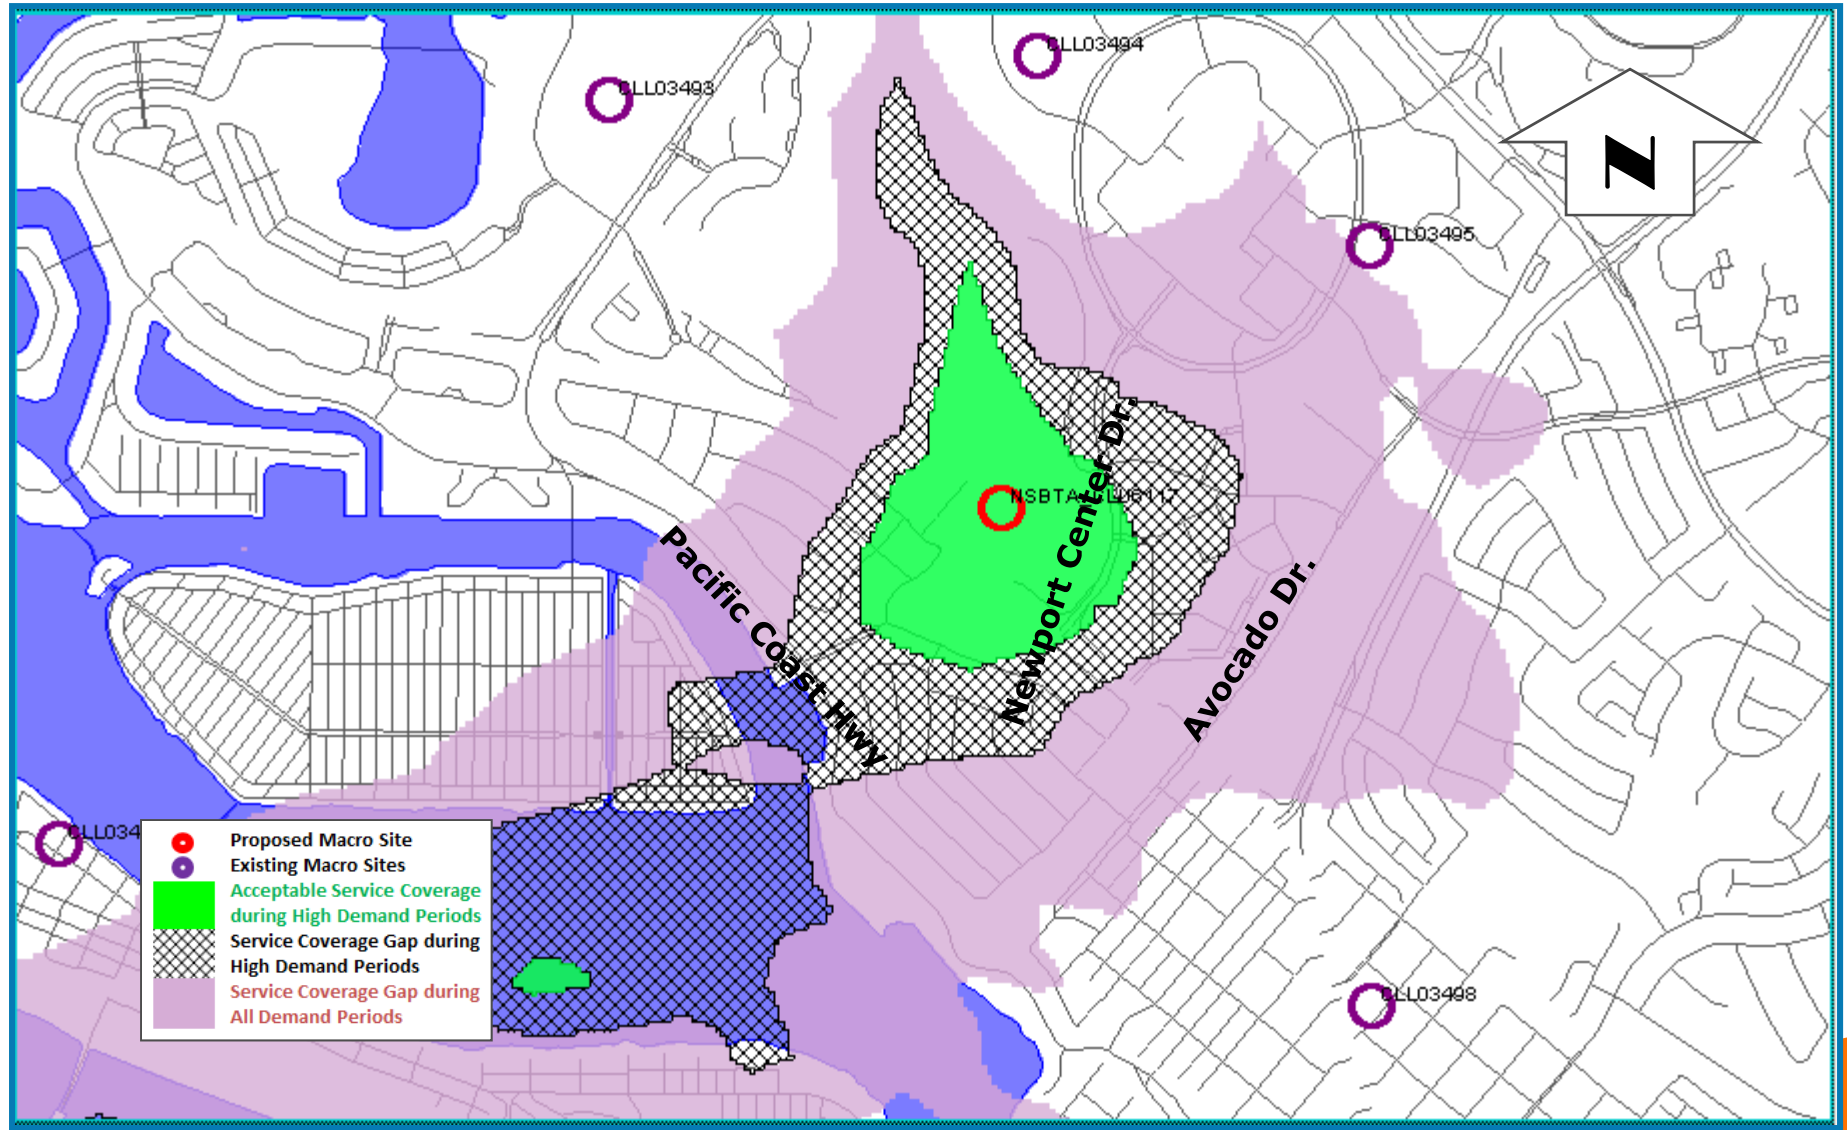 CLL03494
CLL03493
N
CLL03495
Pacific Coast Hwy
Newport Center Dr.
Avocado Dr.
CLL034
Proposed Macro Site
Existing Macro Sites
Acceptable Service Coverage
during High Demand Periods
Service Coverage Gap during
High Demand Periods
Service Coverage Gap during
All Demand Periods
CLL03498